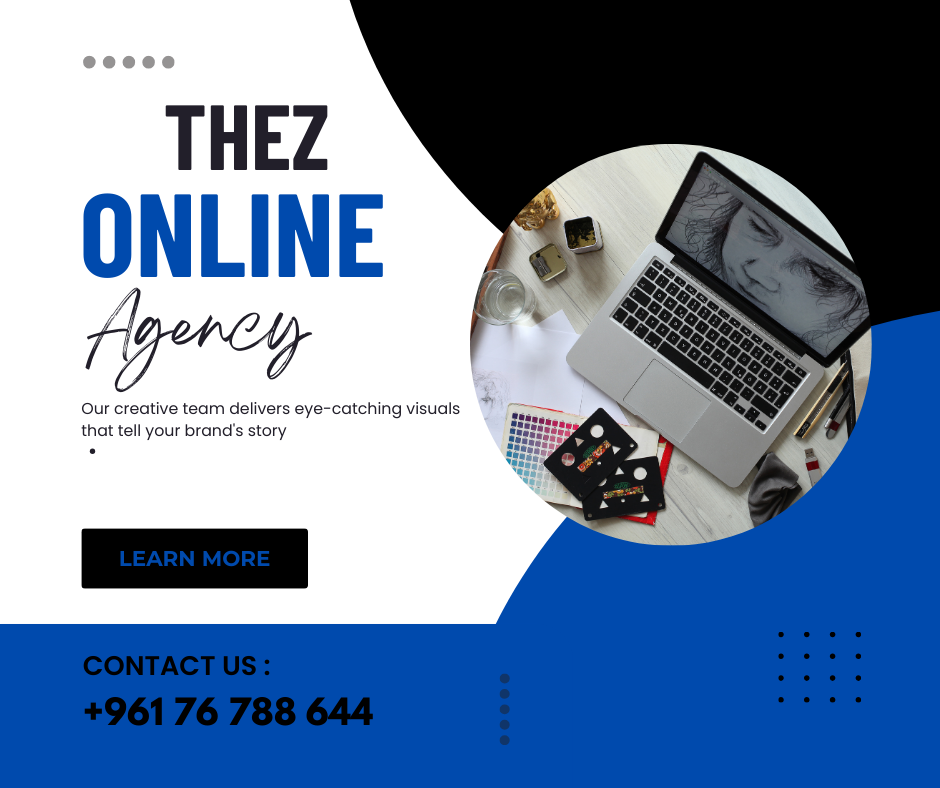 THEZ
ONLINE
Agency
Our creative team delivers eye-catching visuals
that tell your brand's story
•
LEARN MORE
CONTACT US :
+961 76 788 644